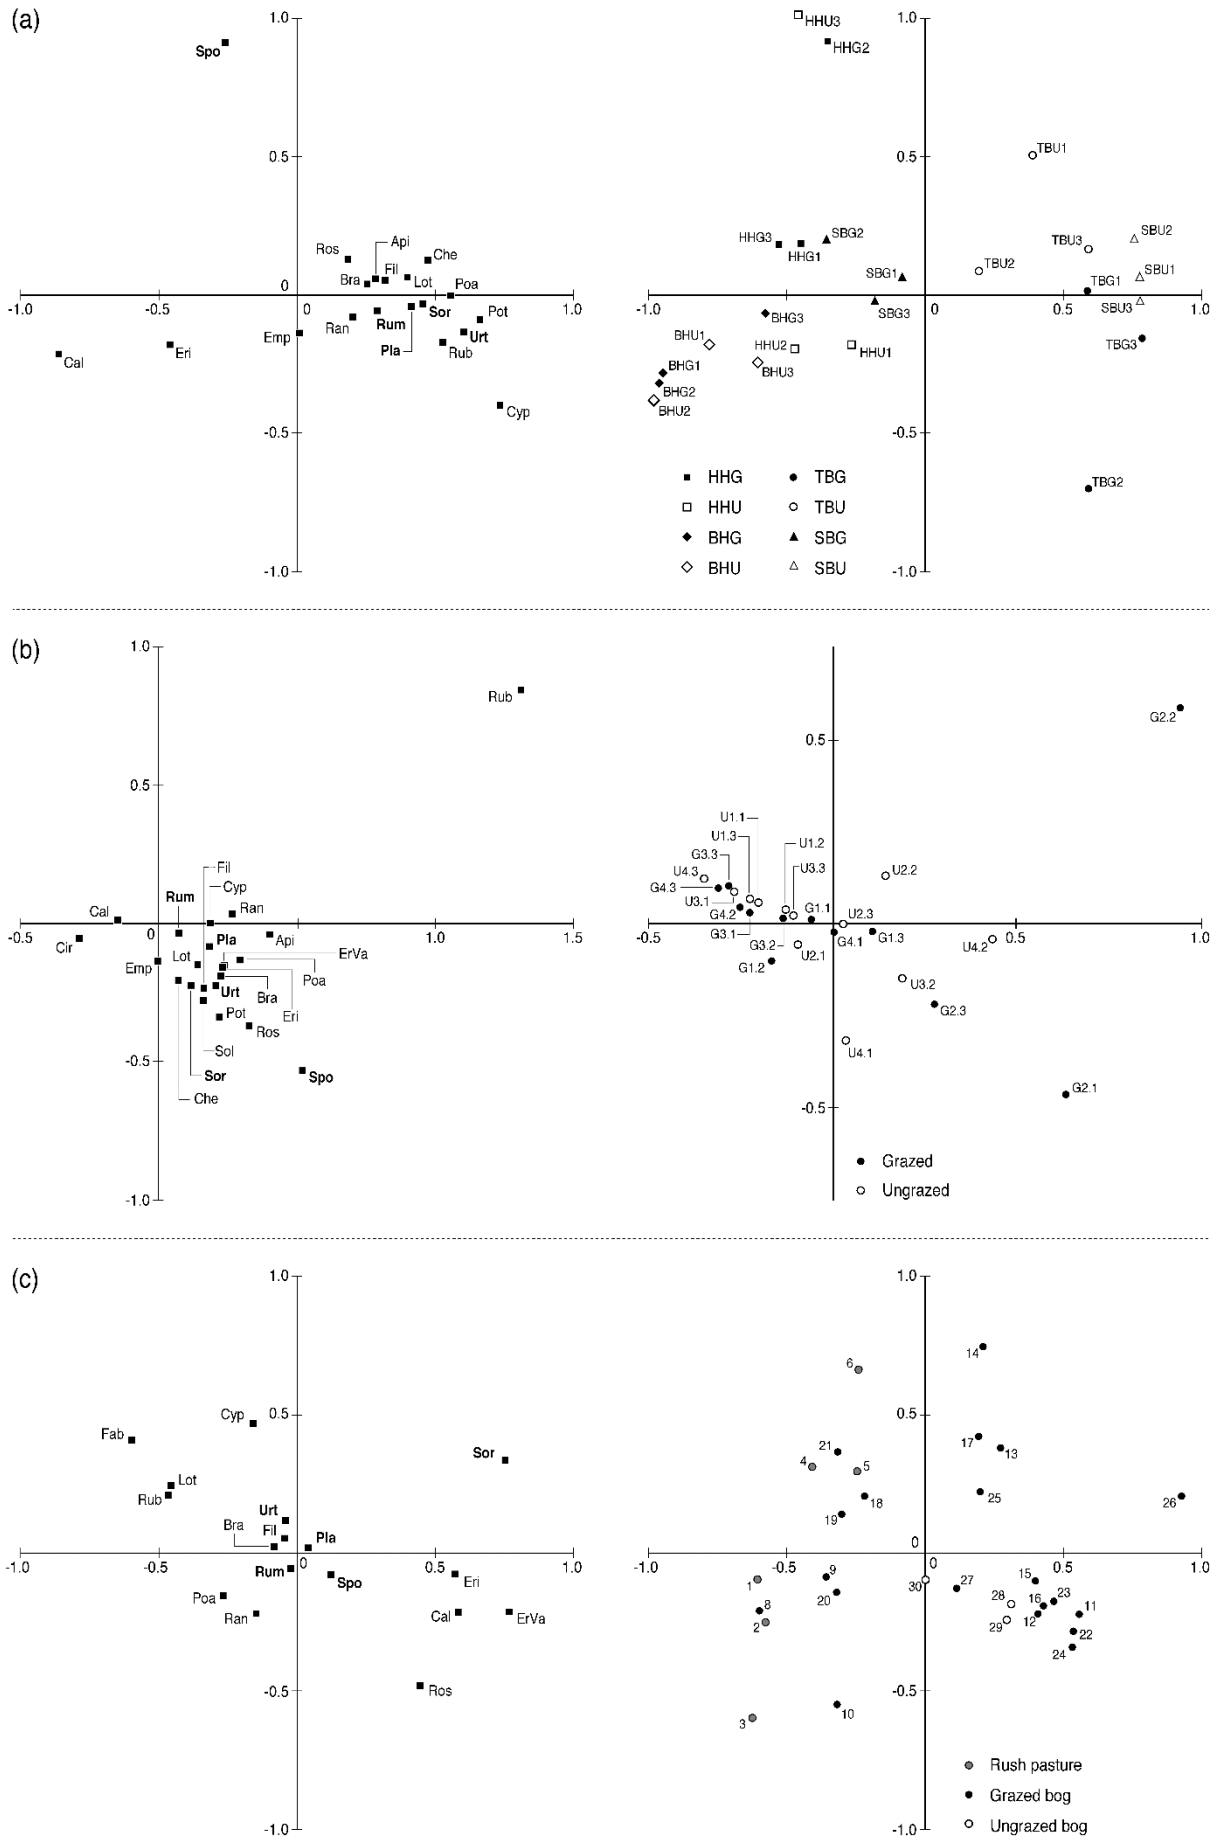 (a)
1.0
Spo
0.5
Ros
Api
Che
Bra
Fil
Lot
Poa
0
-1.0
-0.5
0.5
1.0
Emp
Ran
Rum
Sor
Pot
Pla
Urt
Rub
Cal
Eri
Cyp
-0.5
-1.0
1.0
HHU3
HHG2
0.5
TBU1
HHG3
HHG1
SBG2
TBU3
SBU2
TBU2
SBG1
TBG1
SBU1
-1.0
-0.5
SBG3
0
0.5
SBU3
1.0
BHG3
BHU1
HHU2
HHU1
TBG3
BHU3
BHG1
BHG2
BHU2
-0.5
TBG2
HHG
TBG
HHU
TBU
BHG
SBG
BHU
SBU
-1.0
(b)
1.0
Rub
0.5
Fil
Cyp
Rum
Ran
Cal
-0.5
Cir
0
Pla
Api
ErVa
0.5
1.0
1.5
Emp
Lot
Poa
Urt
Bra
Eri
Pot
Ros
Sol
-0.5
Sor
Spo
Che
-1.0
G2.2
0.5
U1.1
U1.3
U1.2
G3.3
U3.3
U4.3
U2.2
G4.3
U3.1
G4.2
G1.1
U2.3
-0.5
G3.1
G3.2
U2.1
G4.1
G1.3
U4.2
0.5
1.0
G1.2
U3.2
G2.3
U4.1
-0.5
G2.1
Grazed
Ungrazed
(c)
1.0
0.5
Cyp
Fab
Sor
Lot
Rub
Urt
Bra
Fil
Pla
-1.0
-0.5
0
0.5
1.0
Rum
Spo
Eri
Poa
Ran
Cal
ErVa
Ros
-0.5
-1.0
1.0
14
6
0.5
17
13
21
4
5
25
26
18
19
0
-1.0
-0.5
0
0.5
1.0
1
9
30
27
15
20
28
16
23
8
2
29
12
11
22
24
3
10
-0.5
Rush pasture
Grazed bog
Ungrazed bog
-1.0